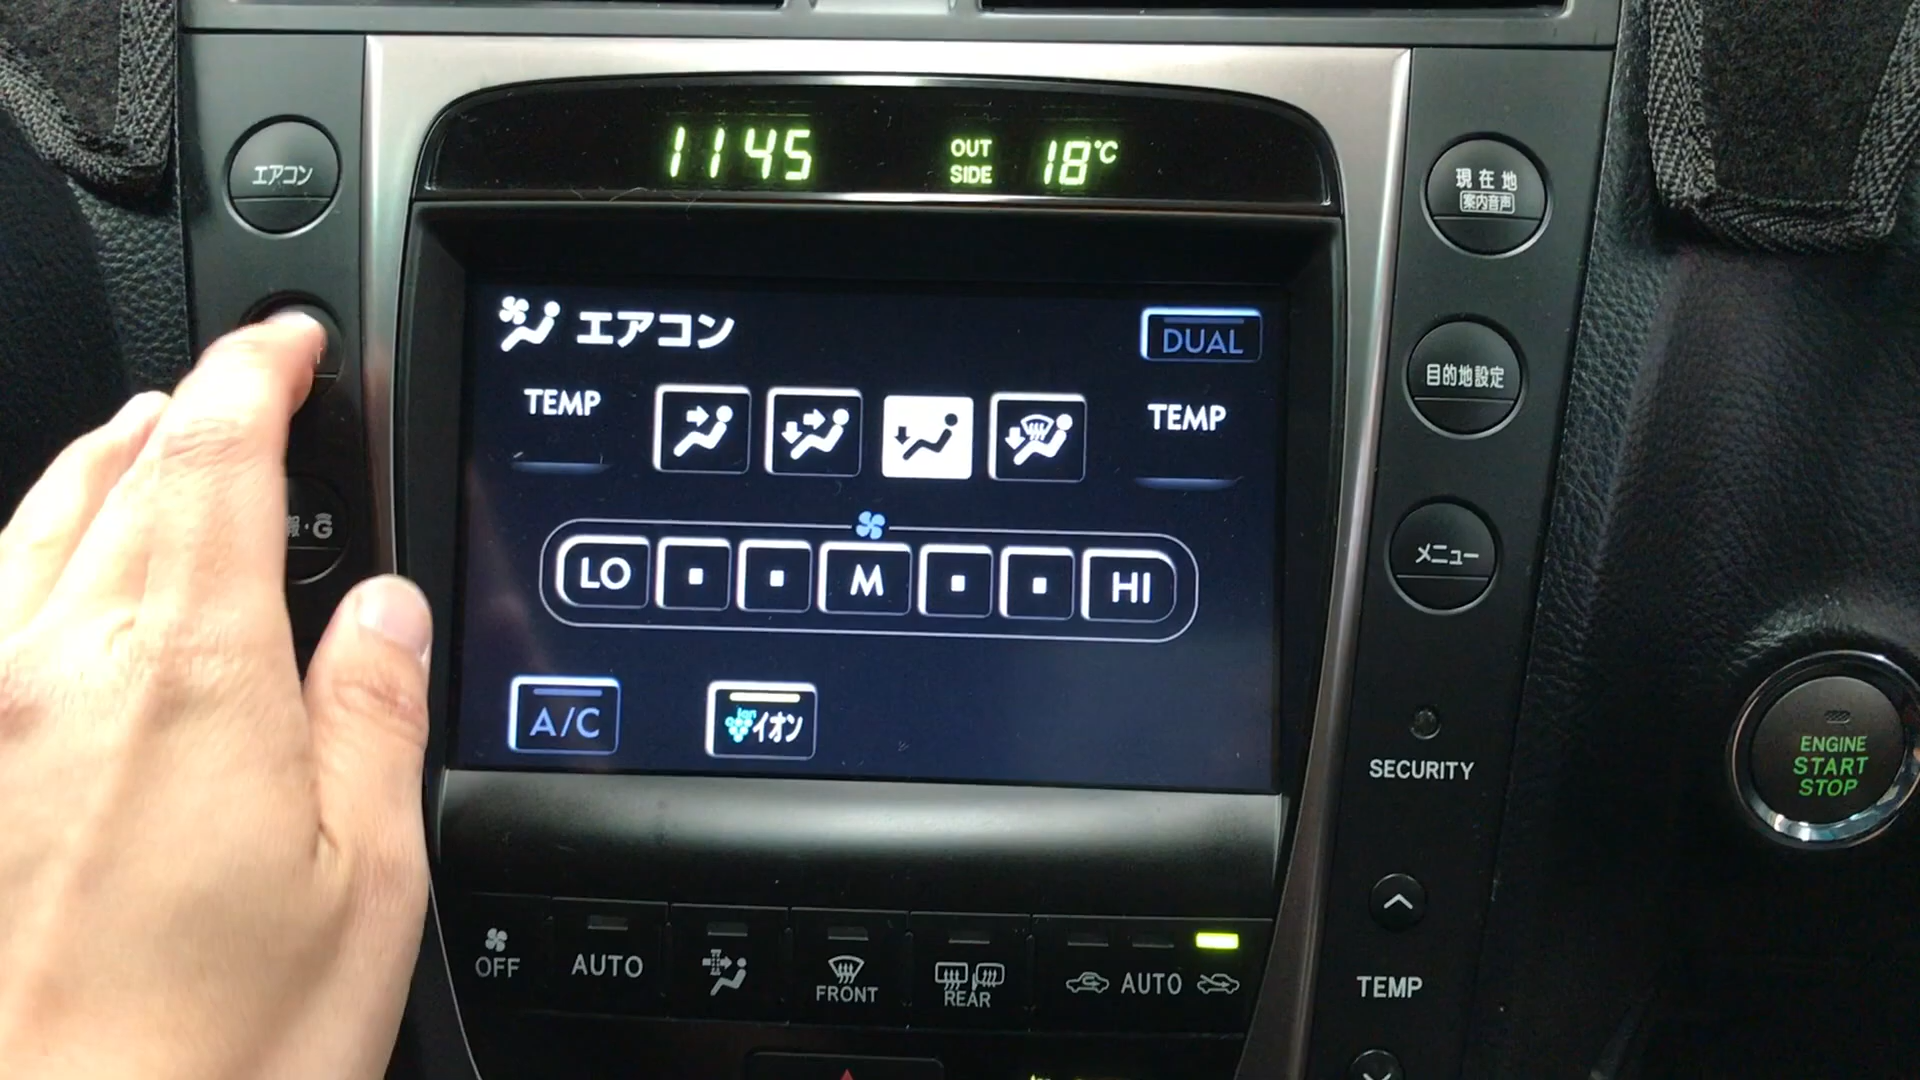 1145
OUT
SIDE
18℃
エアコン
現在地
案内音声
エアコン
DUAL
TEMP
TEMP
目的地設定
報・G
LO
M
HI
メニュー
A/C
ion
イオン
SECURITY
ENGINE
START
STOP
OFF
AUTO
FRONT
REAR
AUTO
TEMP